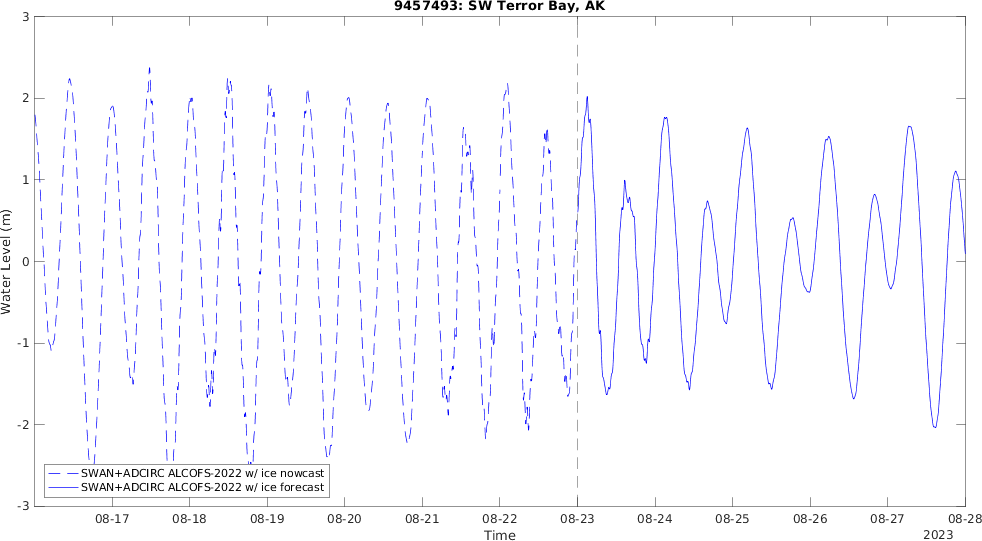 9457493: SW Terror Bay, AK
3
2
1
0
-1
-2
-3
Water Level (m)
SWAN+ADCIRC ALCOFS-2022 w/ ice nowcast
SWAN+ADCIRC ALCOFS-2022 w/ ice forecast
08-17 08-18 08-19 08-20 08-21 08-22 08-23 08-24 08-25 08-26 08-27 08-28
Time
2023